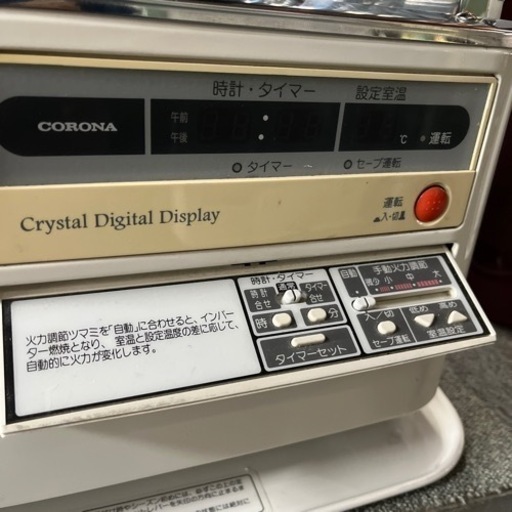 時計・タイマー 設定室温
CORONA
午前
午後
℃ 運転
タイマー セーブ運転
Crystal Digital Display
運転
入・切
時計・タイマー
時計合せ 通常 タイマー合せ
時 分
タイマーセット
自動 手動火力調節
微少 小 中 大
入/切 低め 高め
セーブ運転 室温設定
火力調節ツマミを「自動」に合わせると、インバー
ター燃焼となり、室温と設定温度の差に応じて、
自動的に火力が変化します。